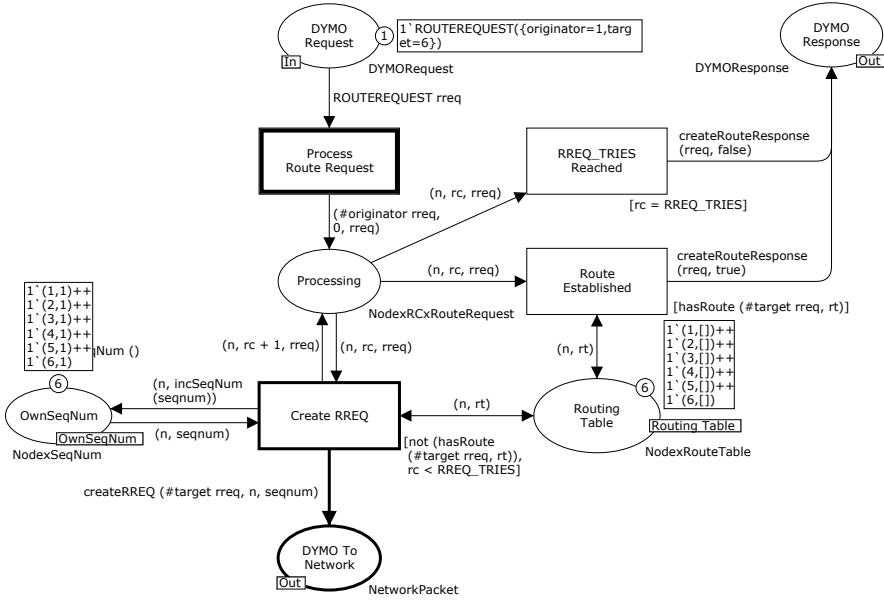 DYMO
Request
In
1
1`ROUTEREQUEST({originator=1,targ
et=6})
DYMORequest
DYMO
Response
Out
DYMOResponse
ROUTEREQUEST rreq
Process
Route Request
RREQ_TRIES
Reached
createRouteResponse
(rreq, false)
[rc = RREQ_TRIES]
(n, rc, rreq)
(#originator rreq,
0, rreq)
Processing
NodexRCxRouteRequest
(n, rc, rreq)
Route
Established
createRouteResponse
(rreq, true)
[hasRoute (#target rreq, rt)]
1`(1,1)++
1`(2,1)++
1`(3,1)++
1`(4,1)++
1`(5,1)++
1`(6,1)
qNum ()
6
OwnSeqNum
OwnSeqNum
NodexSeqNum
(n, incSeqNum
(seqnum))
(n, seqnum)
(n, rc + 1, rreq)
(n, rc, rreq)
Create RREQ
(n, rt)
(n, rt)
[not (hasRoute
(#target rreq, rt)),
rc < RREQ_TRIES]
6
1`(1,[])++
1`(2,[])++
1`(3,[])++
1`(4,[])++
1`(5,[])++
1`(6,[])
Routing
Table
Routing Table
NodexRouteTable
createRREQ (#target rreq, n, seqnum)
DYMO To
Network
Out
NetworkPacket